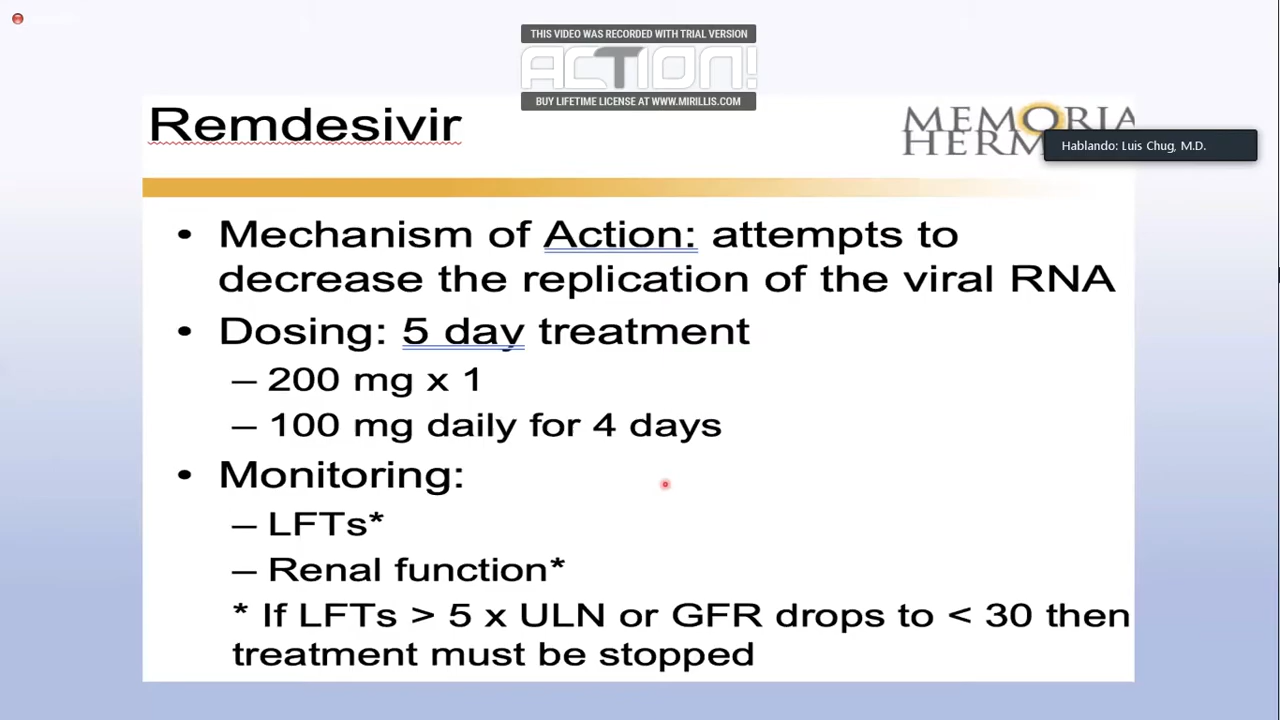 THIS VIDEO WAS RECORDED WITH TRIAL VERSION
ACTION!
BUY LIFETIME LICENSE AT WWW.MIRILLIS.COM
Remdesivir
MEMORIA
HERM
Hablando: Luis Chug, M.D.
• Mechanism of Action: attempts to
decrease the replication of the viral RNA
• Dosing: 5 day treatment
– 200 mg x 1
– 100 mg daily for 4 days
• Monitoring:
– LFTs*
– Renal function*
* If LFTs > 5 x ULN or GFR drops to < 30 then
treatment must be stopped